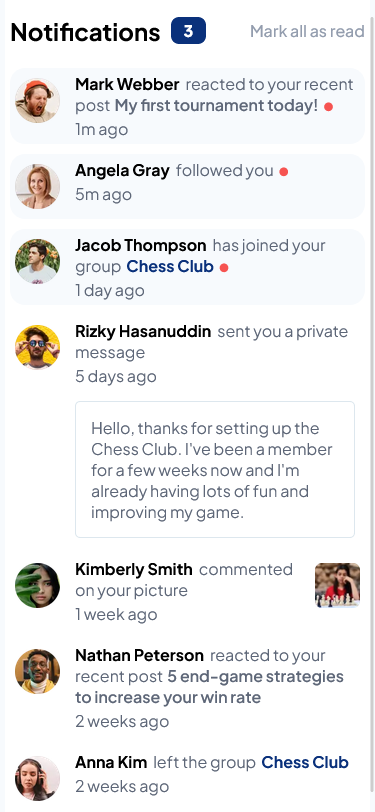 Notifications 3 Mark all as read
Mark Webber reacted to your recent
post My first tournament today!
1m ago
Angela Gray followed you
5m ago
Jacob Thompson has joined your
group Chess Club
1 day ago
Rizky Hasanuddin sent you a private
message
5 days ago
Hello, thanks for setting up the
Chess Club. I've been a member
for a few weeks now and I'm
already having lots of fun and
improving my game.
Kimberly Smith commented
on your picture
1 week ago
Nathan Peterson reacted to your
recent post 5 end-game strategies
to increase your win rate
2 weeks ago
Anna Kim left the group Chess Club
2 weeks ago